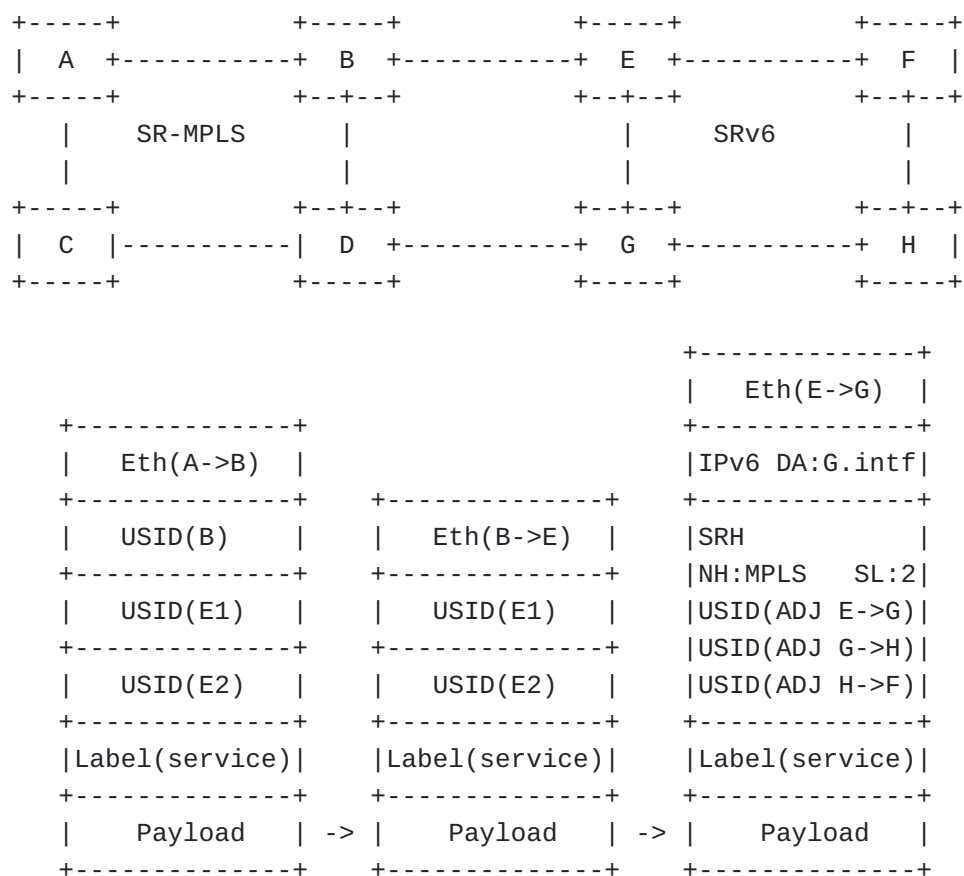 +-----+           +-----+           +-----+           +-----+
|  A  +-----------+  B  +-----------+  E  +-----------+  F  |
+-----+           +--+--+           +--+--+           +--+--+
   |    SR-MPLS      |                 |     SRv6        |
   |                 |                 |                 |
+-----+           +--+--+           +--+--+           +--+--+
|  C  |-----------|  D  +-----------+  G  +-----------+  H  |
+-----+           +-----+           +-----+           +-----+

                                         +--------------+
                                         |   Eth(E->G)  |
   +--------------+                      +--------------+
   |   Eth(A->B)  |                      |IPv6 DA:G.intf|
   +--------------+    +--------------+  +--------------+
   |   USID(B)    |    |   Eth(B->E)  |  |SRH           |
   +--------------+    +--------------+  |NH:MPLS   SL:2|
   |   USID(E1)   |    |   USID(E1)   |  |USID(ADJ E->G)|
   +--------------+    +--------------+  |USID(ADJ G->H)|
   |   USID(E2)   |    |   USID(E2)   |  |USID(ADJ H->F)|
   +--------------+    +--------------+  +--------------+
   |Label(service)|    |Label(service)|  |Label(service)|
   +--------------+    +--------------+  +--------------+
   |    Payload   | -> |    Payload   | -> |    Payload   |
   +--------------+    +--------------+  +--------------+